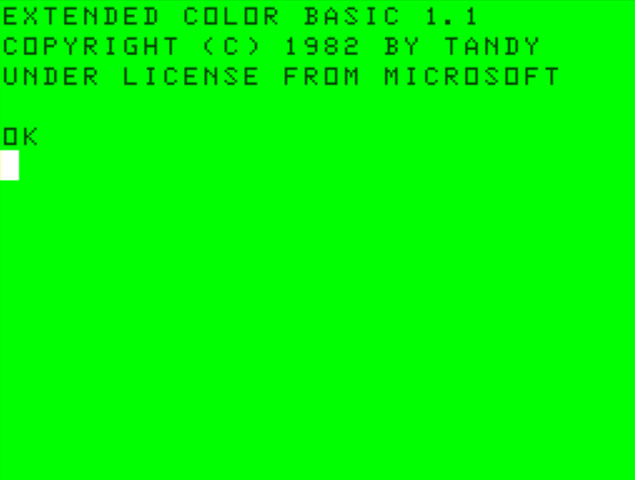 EXTENDED COLOR BASIC 1.1
COPYRIGHT (C) 1982 BY TANDY
UNDER LICENSE FROM MICROSOFT
OK